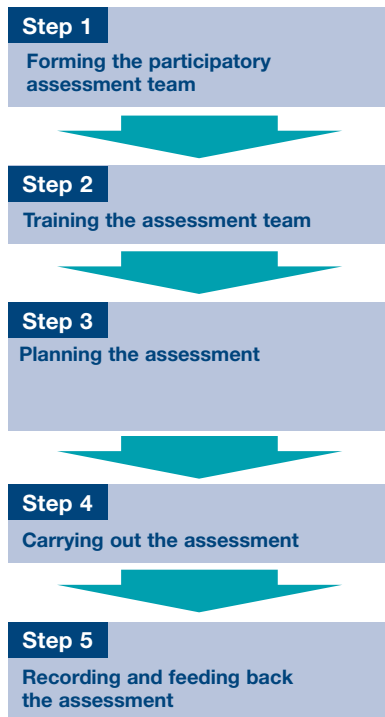 Step 1
Forming the participatory
assessment team
Step 2
Training the assessment team
Step 3
Planning the assessment
Step 4
Carrying out the assessment
Step 5
Recording and feeding back
the assessment